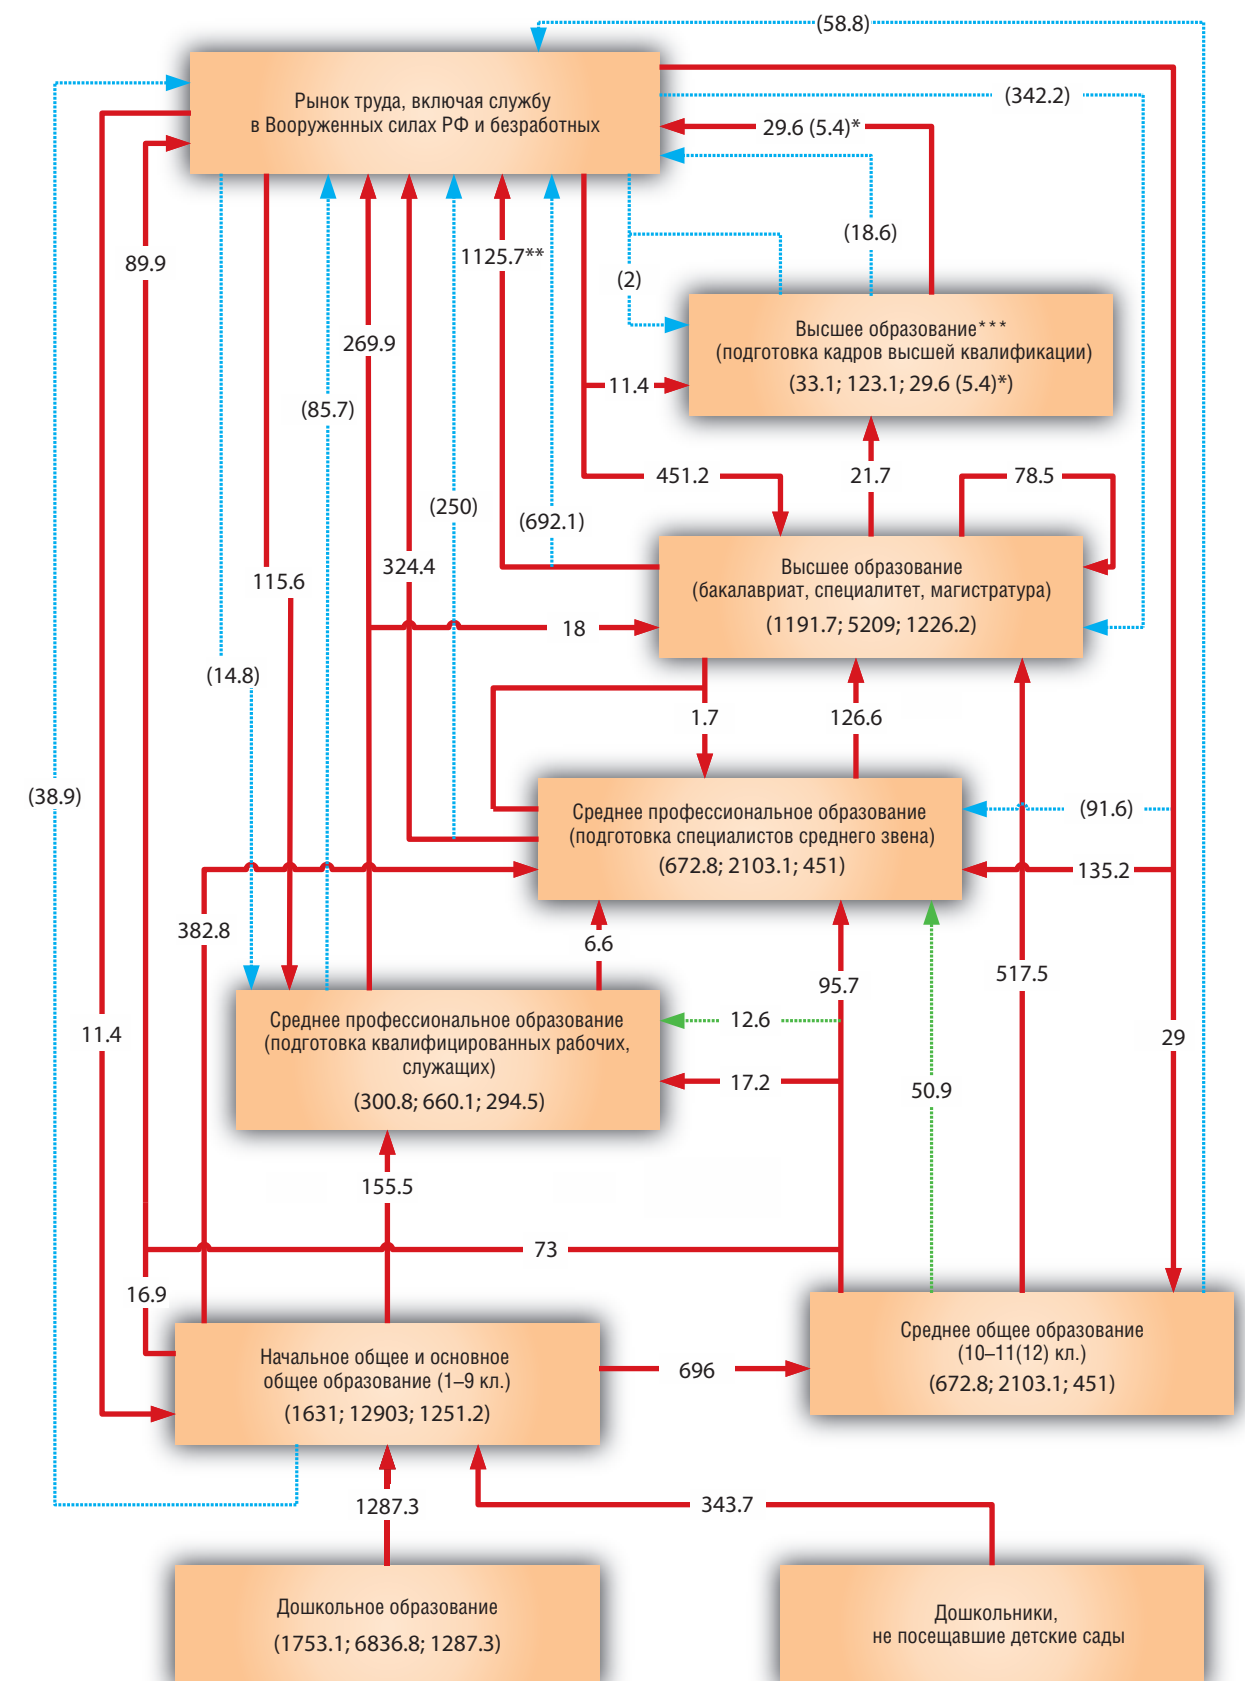 (58.8)
Рынок труда, включая службу
в Вооруженных силах РФ и безработных
(342.2)
29.6 (5.4)*
(18.6)
89.9
1125.7**
(2)
Высшее образование***
(подготовка кадров высшей квалификации)
(33.1; 123.1; 29.6 (5.4)*)
269.9
11.4
(85.7)
451.2
21.7
78.5
(250)
(692.1)
324.4
115.6
Высшее образование
(бакалавриат, специалитет, магистратура)
(1191.7; 5209; 1226.2)
18
(14.8)
1.7
126.6
(38.9)
Среднее профессиональное образование
(подготовка специалистов среднего звена)
(672.8; 2103.1; 451)
(91.6)
135.2
382.8
6.6
95.7
517.5
Среднее профессиональное образование
(подготовка квалифицированных рабочих,
служащих)
(300.8; 660.1; 294.5)
12.6
11.4
29
17.2
50.9
155.5
73
16.9
Начальное общее и основное
общее образование (1–9 кл.)
(1631; 12903; 1251.2)
696
Среднее общее образование
(10–11(12) кл.)
(672.8; 2103.1; 451)
1287.3
343.7
Дошкольное образование
(1753.1; 6836.8; 1287.3)
Дошкольники,
не посещавшие детские сады